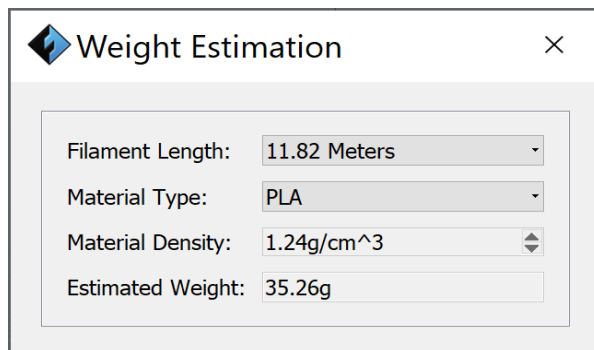 Weight Estimation
Filament Length: 11.82 Meters
Material Type: PLA
Material Density: 1.24g/cm^3
Estimated Weight: 35.26g